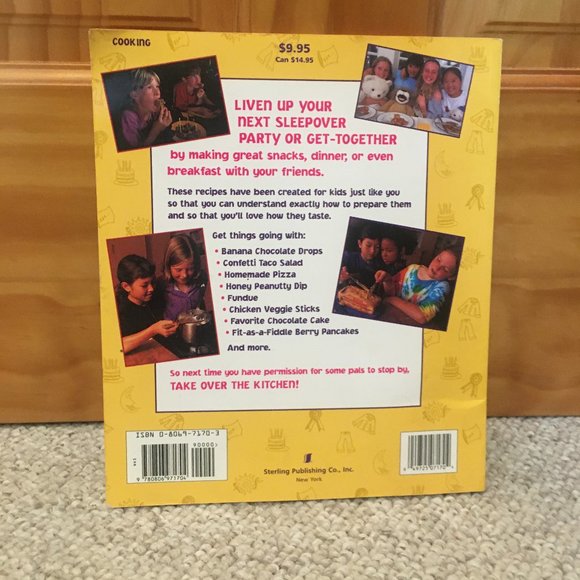 COOKING
$9.95
Can $14.95
LIVEN UP YOUR
NEXT SLEEPOVER
PARTY OR GET-TOGETHER
by making great snacks, dinner, or even
breakfast with your friends.
These recipes have been created for kids just like you
so that you can understand exactly how to prepare them
and so that you'll love how they taste.
Get things going with:
• Banana Chocolate Drops
• Confetti Taco Salad
• Homemade Pizza
• Honey Peanutty Dip
• Fundue
• Chicken Veggie Sticks
• Favorite Chocolate Cake
• Fit-as-a-Fiddle Berry Pancakes
And more.
So next time you have permission for some pals to stop by,
TAKE OVER THE KITCHEN!
ISBN 0-8069-7170-3
90000>
9 780806 971704
Sterling Publishing Co., Inc.
New York